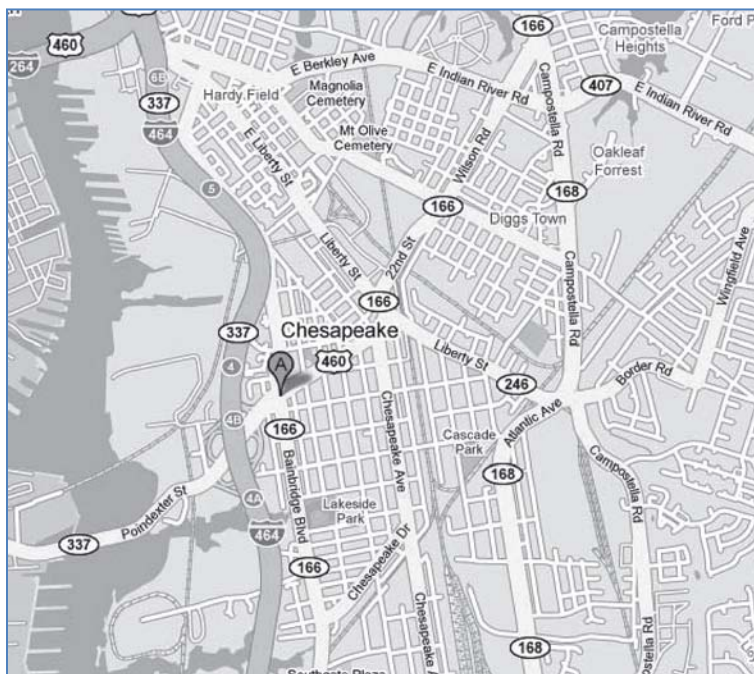 460
264
166
Campostella
Heights
Ford P
6B
E Berkley Ave
407
337
Hardy Field
Magnolia
Cemetery
E Indian River Rd
E Indian River Rd
464
Mt Olive
Cemetery
Campostella Rd
Wilson Rd
Oakleaf
Forrest
E Liberty St
5
168
166
Diggs Town
Liberty St
22nd St
Campostella Rd
Wingfield Ave
166
337
Chesapeake
460
Liberty St
4
A
246
Border Rd
4B
166
Chesapeake Ave
Cascade
Park
Atlantic Ave
168
Bainbridge Blvd
Campostella Rd
Poindexter St
4A
Lakeside
Park
464
337
166
Chesapeake Dr
Chesapeake A
168
mpostella Rd
Southgate Plaza